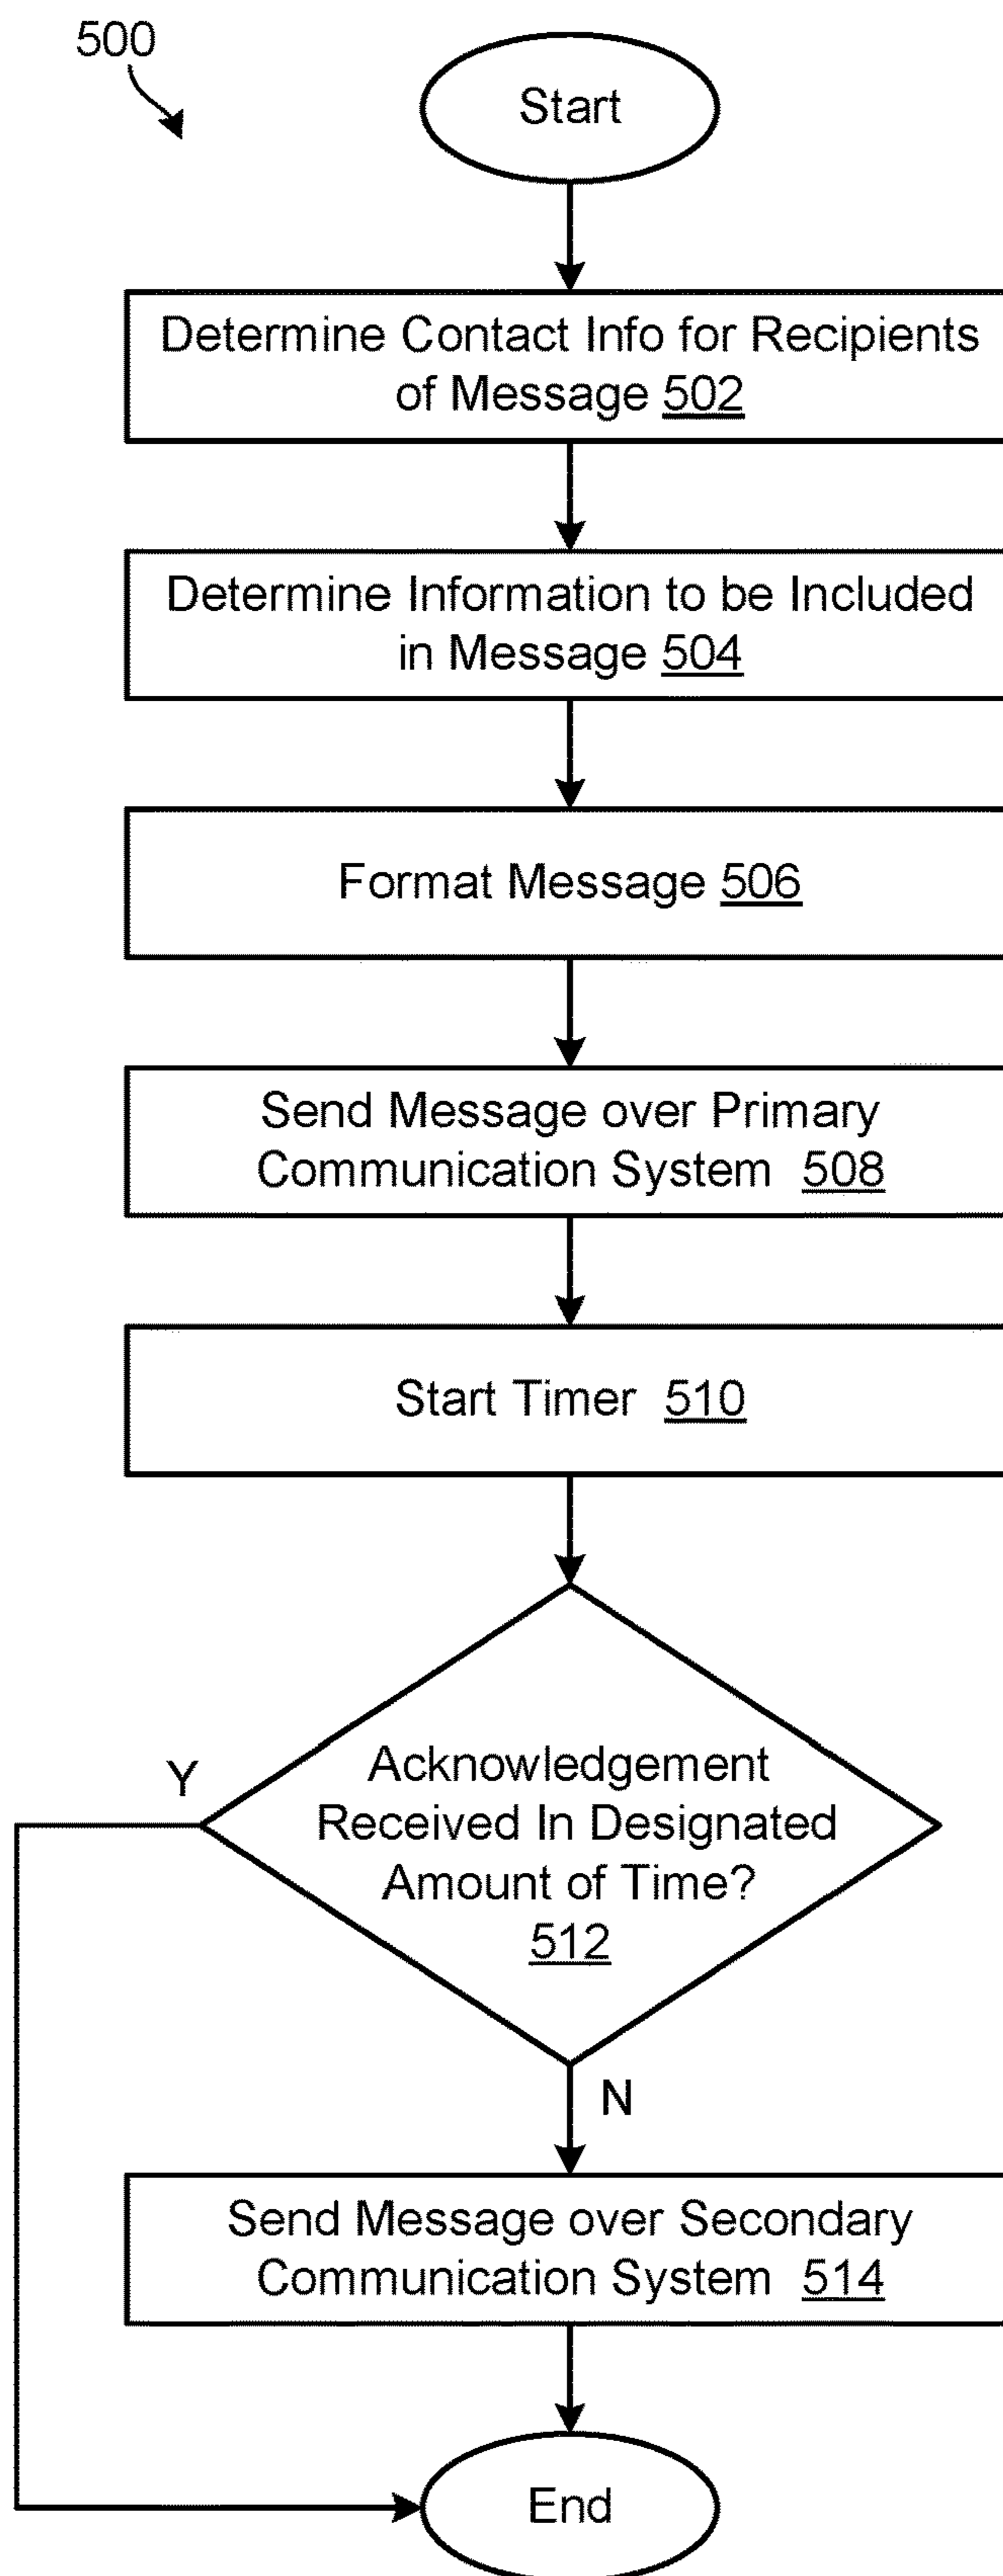 500
Start
Determine Contact Info for Recipients
of Message 502
Determine Information to be Included
in Message 504
Format Message 506
Send Message over Primary
Communication System 508
Start Timer 510
Acknowledgement
Received In Designated
Amount of Time?
512
Y
N
Send Message over Secondary
Communication System 514
End